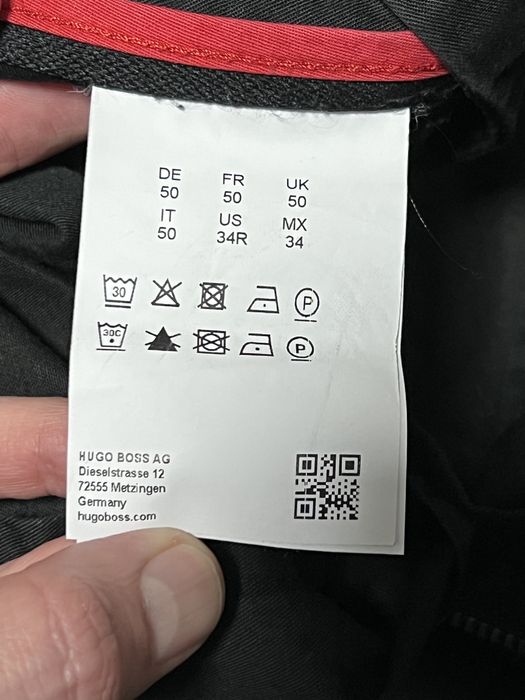 DE FR UK
50 50 50
IT US MX
50 34R 34
30 P
30C P
HUGO BOSS AG
Dieselstrasse 12
72555 Metzingen
Germany
hugoboss.com